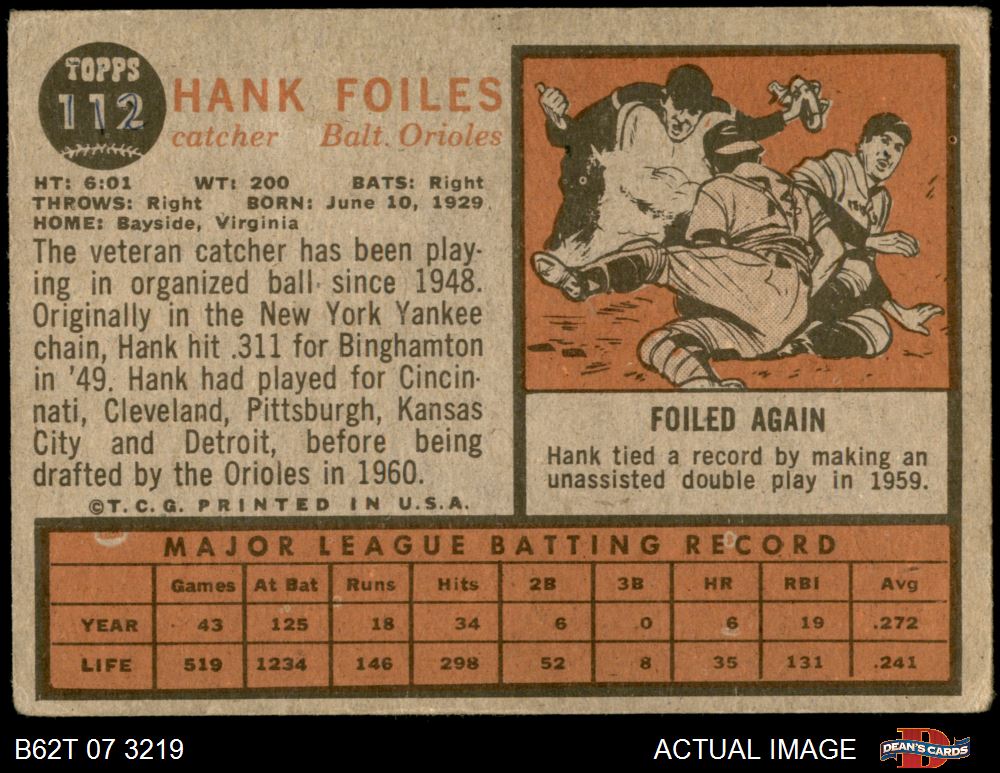 TOPPS
112
HANK FOILES
catcher Balt. Orioles
HT: 6:01 WT: 200 BATS: Right
THROWS: Right BORN: June 10, 1929
HOME: Bayside, Virginia
The veteran catcher has been play-
ing in organized ball since 1948.
Originally in the New York Yankee
chain, Hank hit .311 for Binghamton
in '49. Hank had played for Cincin-
nati, Cleveland, Pittsburgh, Kansas
City and Detroit, before being
drafted by the Orioles in 1960.
©T.C.G. PRINTED IN U.S.A.
FOILED AGAIN
Hank tied a record by making an
unassisted double play in 1959.
MAJOR LEAGUE BATTING RECORD
Games At Bat Runs Hits 2B 3B HR RBI Avg
YEAR 43 125 18 34 6 0 6 19 .272
LIFE 519 1234 146 298 52 8 35 131 .241
B62T 07 3219
ACTUAL IMAGE
DEAN'S CARDS